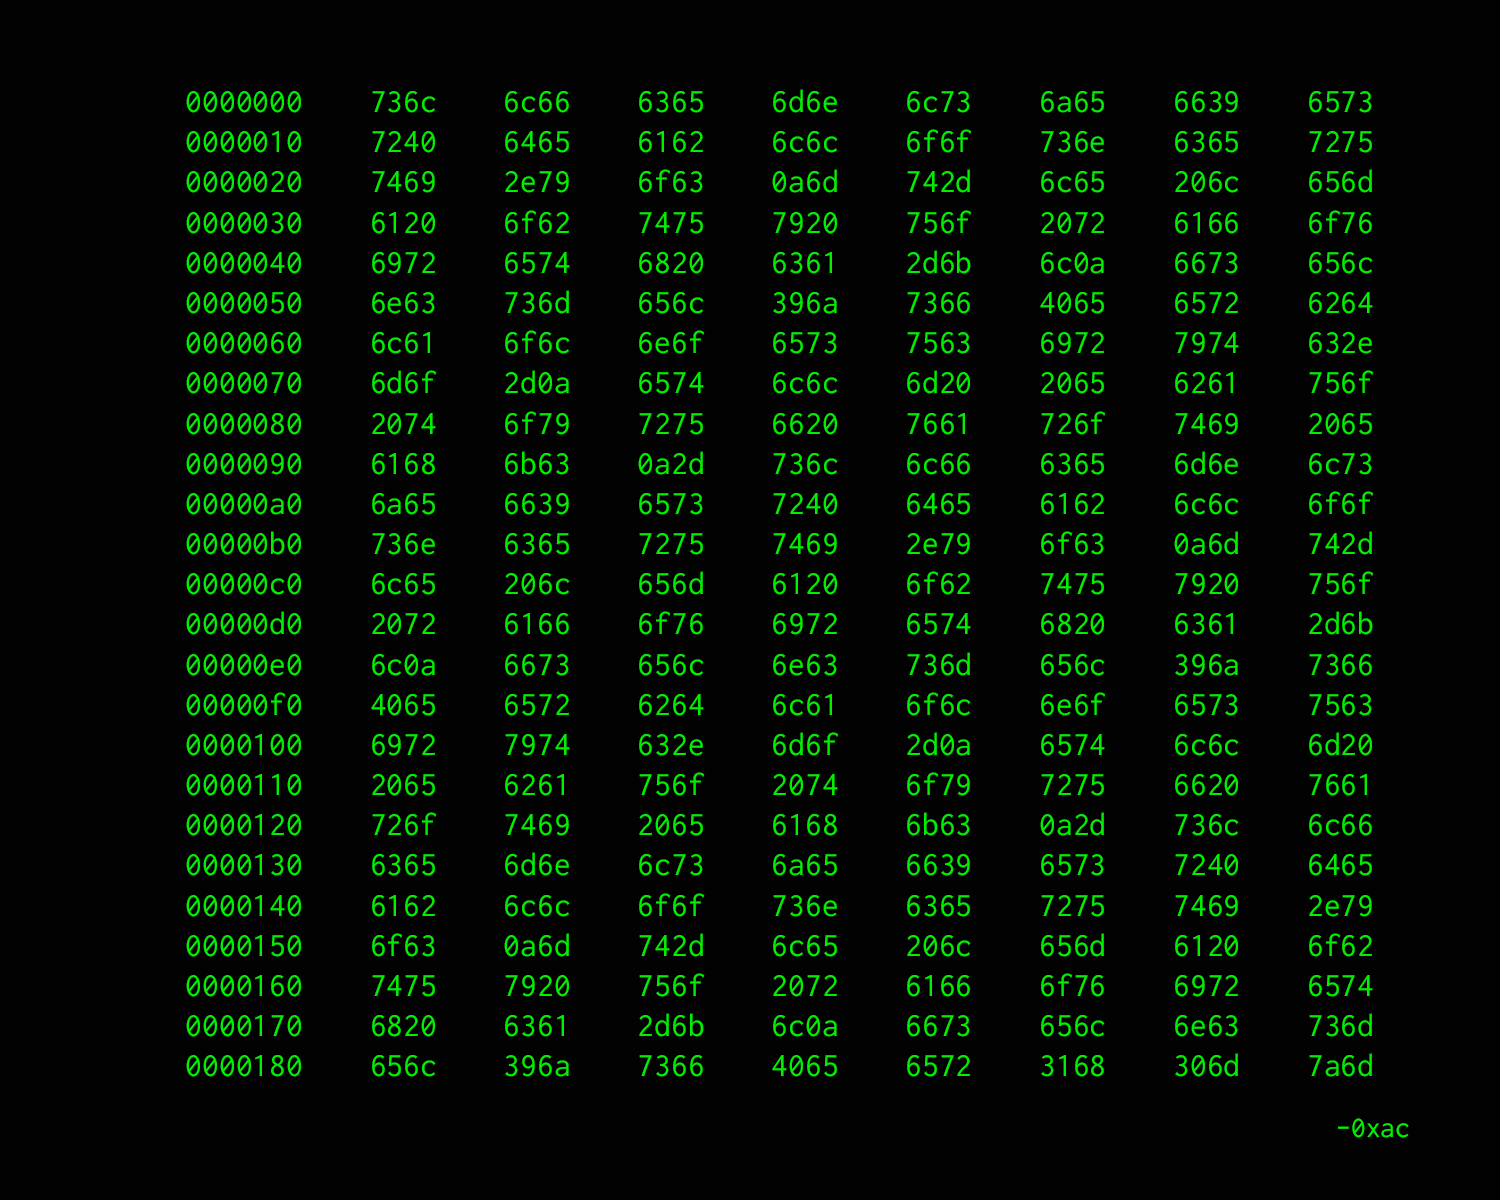 0000000 736c 6c66 6365 6d6e 6c73 6a65 6639 6573
0000010 7240 6465 6162 6c6c 6f6f 736e 6365 7275
0000020 7469 2e79 6f63 0a6d 742d 6c65 206c 656d
0000030 6120 6f62 7475 7920 756f 2072 6166 6f76
0000040 6972 6574 6820 6361 2d6b 6c0a 6673 656c
0000050 6e63 736d 656c 396a 7366 4065 6572 6264
0000060 6c61 6f6c 6e6f 6573 7563 6972 7974 632e
0000070 6d6f 2d0a 6574 6c6c 6d20 2065 6261 756f
0000080 2074 6f79 7275 6620 7661 726f 7469 2065
0000090 6168 6b63 0a2d 736c 6c66 6365 6d6e 6c73
00000a0 6a65 6639 6573 7240 6465 6162 6c6c 6f6f
00000b0 736e 6365 7275 7469 2e79 6f63 0a6d 742d
00000c0 6c65 206c 656d 6120 6f62 7475 7920 756f
00000d0 2072 6166 6f76 6972 6574 6820 6361 2d6b
00000e0 6c0a 6673 656c 6e63 736d 656c 396a 7366
00000f0 4065 6572 6264 6c61 6f6c 6e6f 6573 7563
0000100 6972 7974 632e 6d6f 2d0a 6574 6c6c 6d20
0000110 2065 6261 756f 2074 6f79 7275 6620 7661
0000120 726f 7469 2065 6168 6b63 0a2d 736c 6c66
0000130 6365 6d6e 6c73 6a65 6639 6573 7240 6465
0000140 6162 6c6c 6f6f 736e 6365 7275 7469 2e79
0000150 6f63 0a6d 742d 6c65 206c 656d 6120 6f62
0000160 7475 7920 756f 2072 6166 6f76 6972 6574
0000170 6820 6361 2d6b 6c0a 6673 656c 6e63 736d
0000180 656c 396a 7366 4065 6572 3168 306d 7a6d
-0xac